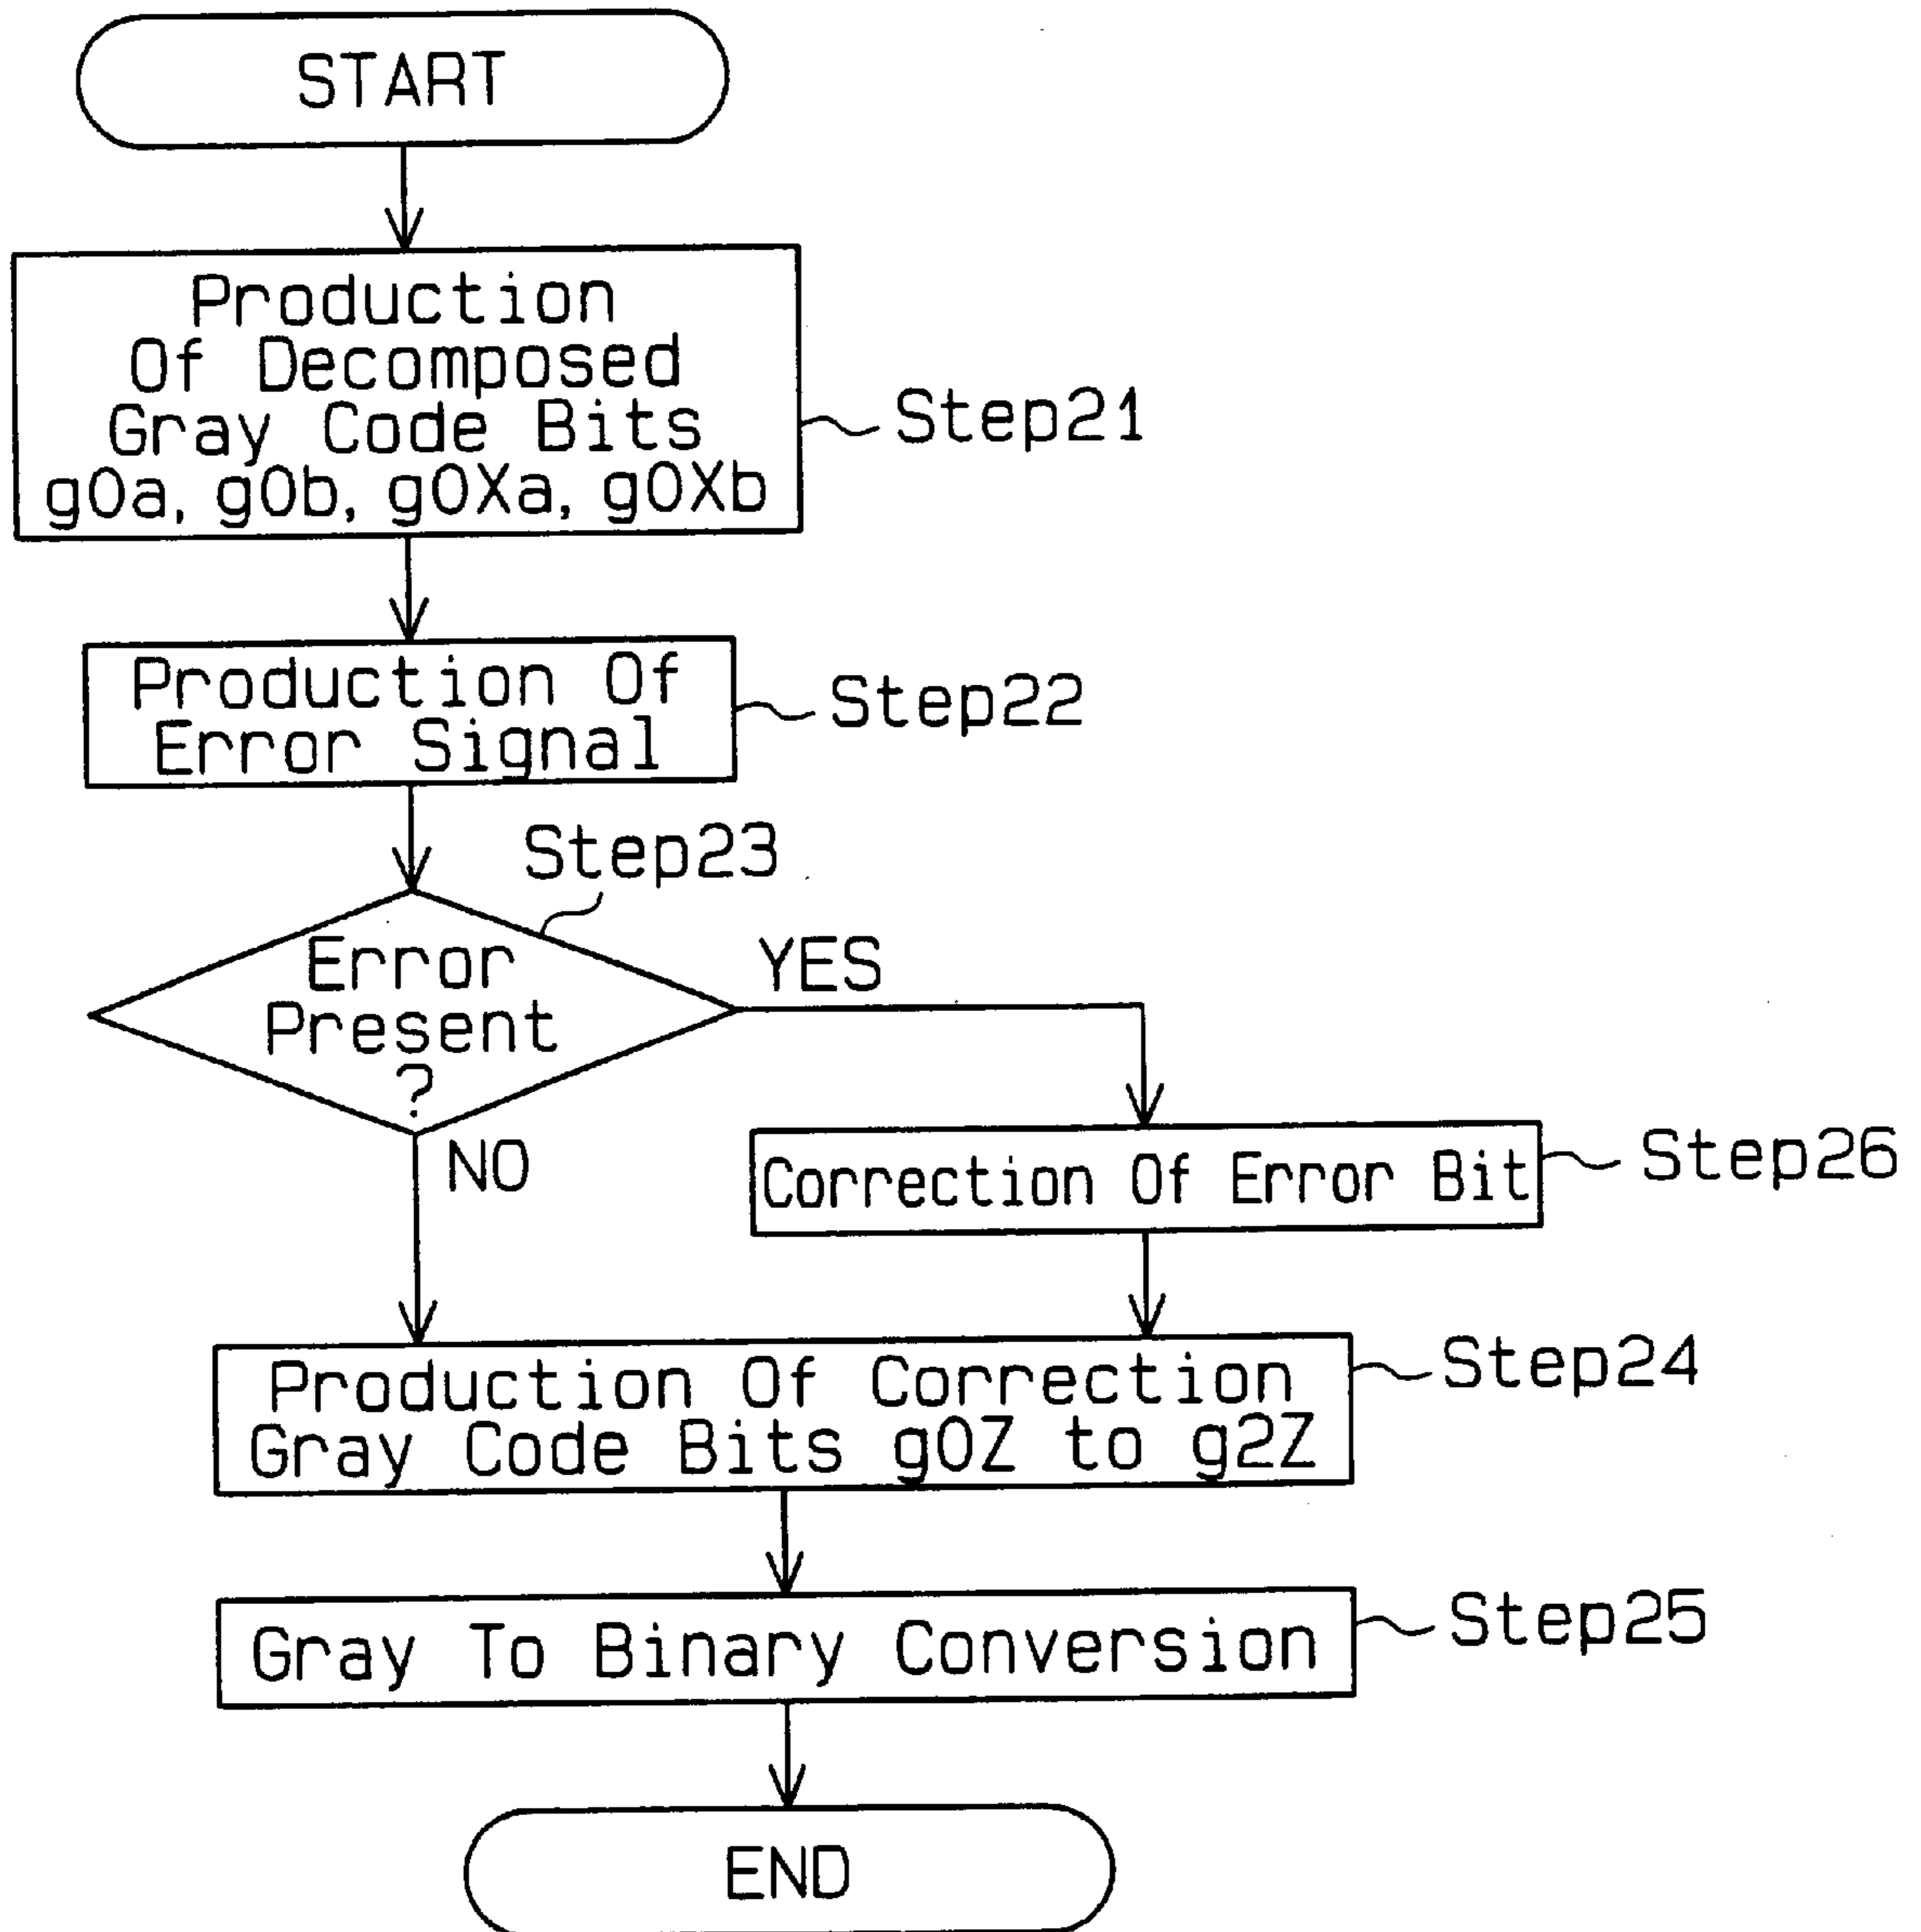 START
Production
Of Decomposed
Gray Code Bits
g0a, g0b, g0Xa, g0Xb
Step21
Production Of
Error Signal
Step22
Step23
Error
Present
?
YES
NO
Correction Of Error Bit
Step26
Production Of Correction
Gray Code Bits g0Z to g2Z
Step24
Gray To Binary Conversion
Step25
END